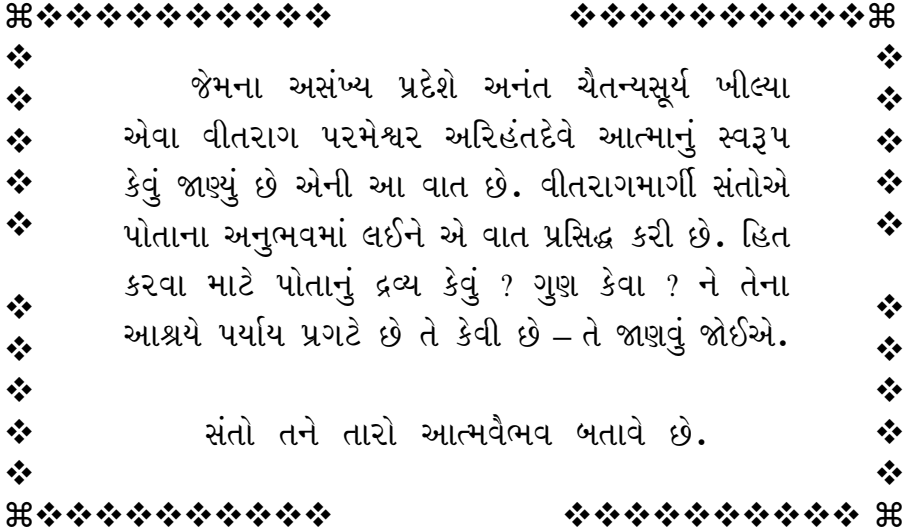 જેમના અસંખ્ય પ્રદેશે અનંત ચૈતન્યસૂર્ય ખીલ્યા
એવા વીતરાગ પરમેશ્વર અરિહંતદેવે આત્માનું સ્વરૂપ
કેવું જાણ્યું છે એની આ વાત છે. વીતરાગમાર્ગી સંતોએ
પોતાના અનુભવમાં લઈને એ વાત પ્રસિદ્ધ કરી છે. હિત
કરવા માટે પોતાનું દ્રવ્ય કેવું ? ગુણ કેવા ? ને તેના
આશ્રયે પર્યાય પ્રગટે છે તે કેવી છે – તે જાણવું જોઈએ.
સંતો તને તારો આત્મવૈભવ બતાવે છે.